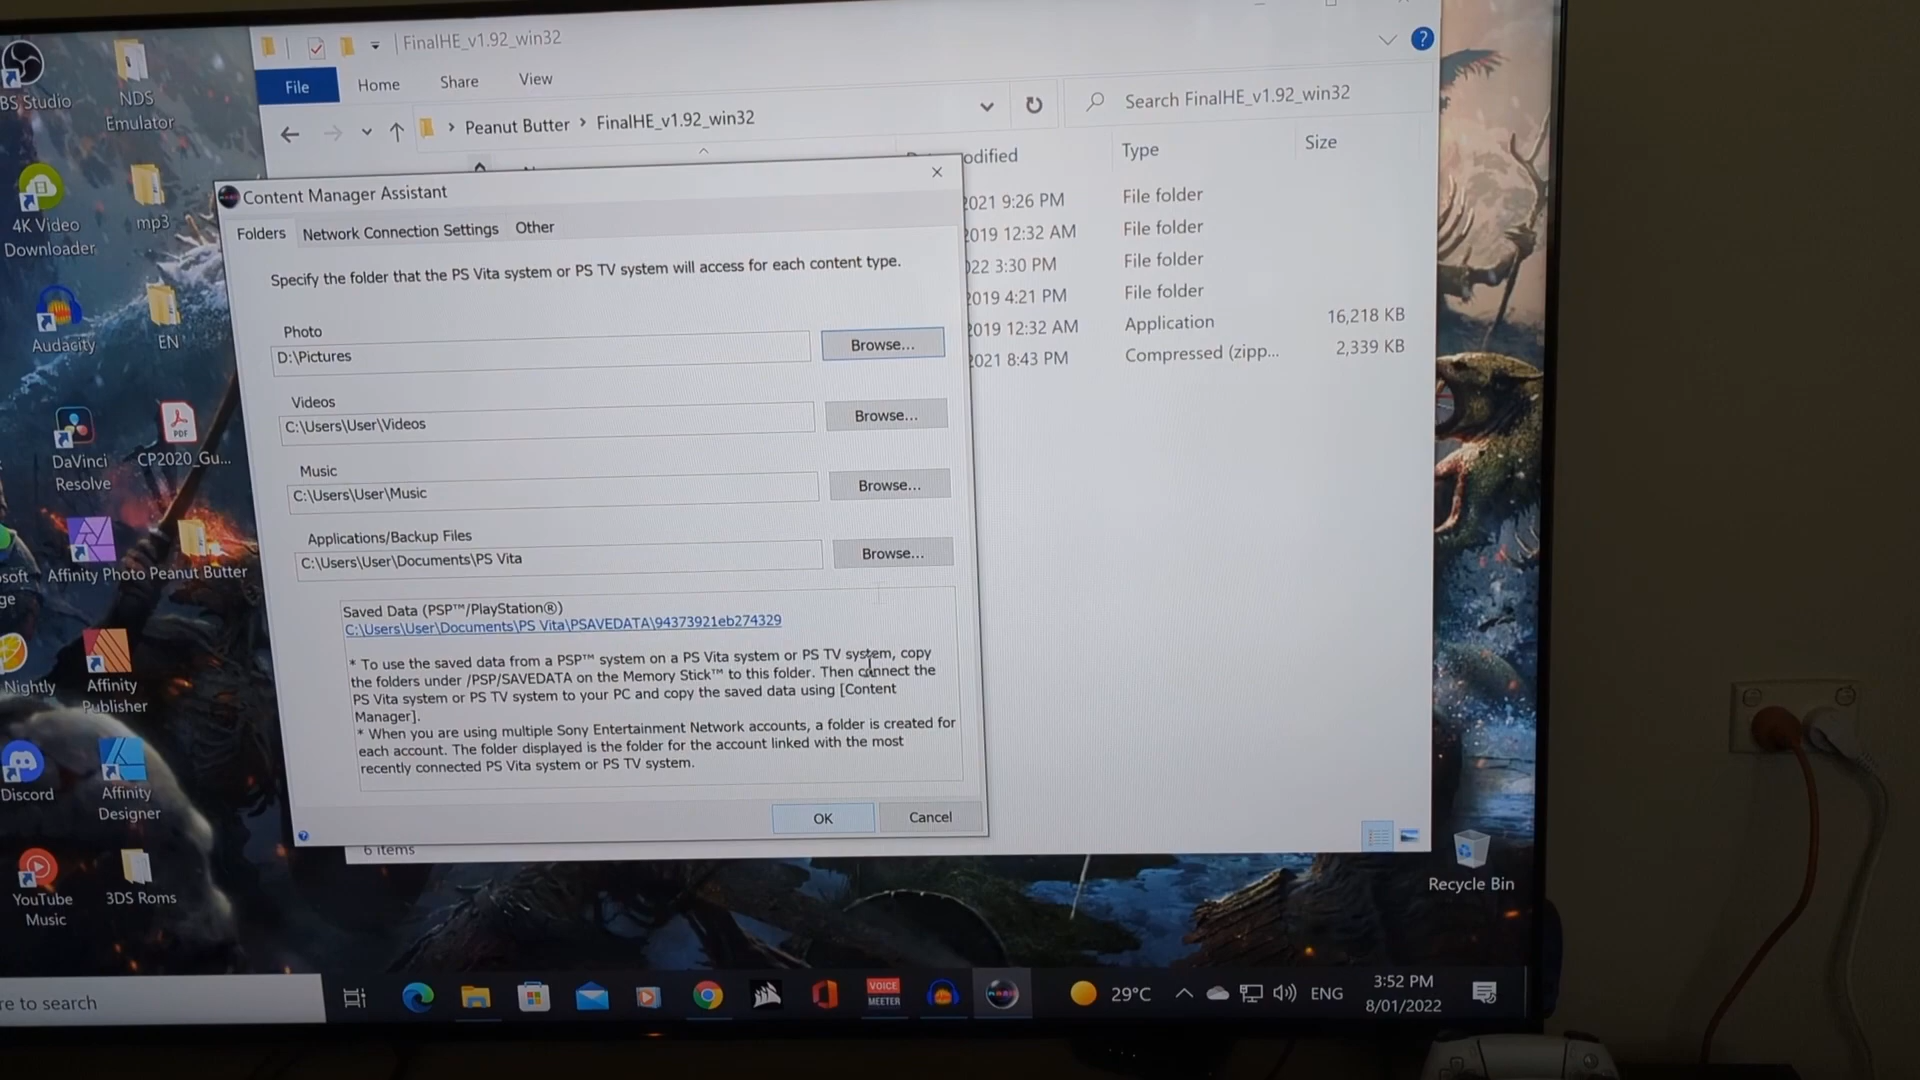 FinalHE_v1.92_win32
File
Home
Share
View
Peanut Butter
FinalHE_v1.92_win32
Search FinalHE_v1.92_win32
odified
Type
Size
2021 9:26 PM
File folder
2019 12:32 AM
File folder
022 3:30 PM
File folder
2019 4:21 PM
File folder
2019 12:32 AM
Application
16,218 KB
2021 8:43 PM
Compressed (zipp...
2,339 KB
Content Manager Assistant
Folders
Network Connection Settings
Other
Specify the folder that the PS Vita system or PS TV system will access for each content type.
Photo
D:\Pictures
Browse...
Videos
C:\Users\User\Videos
Browse...
Music
C:\Users\User\Music
Browse...
Applications/Backup Files
C:\Users\User\Documents\PS Vita
Browse...
Saved Data (PSP™/PlayStation®)
C:\Users\User\Documents\PS Vita\PSAVEDATA\94373921eb274329
* To use the saved data from a PSP™ system on a PS Vita system or PS TV system, copy
the folders under /PSP/SAVEDATA on the Memory Stick™ to this folder. Then connect the
PS Vita system or PS TV system to your PC and copy the saved data using [Content
Manager].
* When you are using multiple Sony Entertainment Network accounts, a folder is created for
each account. The folder displayed is the folder for the account linked with the most
recently connected PS Vita system or PS TV system.
OK
Cancel
6 items
BS Studio
NDS
Emulator
4K Video
Downloader
mp3
Audacity
EN
DaVinci
Resolve
PDF
CP2020_Gu...
osoft
ge
Affinity Photo
Peanut Butter
Nightly
Affinity
Publisher
Discord
Affinity
Designer
YouTube
Music
3DS Roms
Recycle Bin
re to search
VOICE
MEETER
29°C
ENG
3:52 PM
8/01/2022